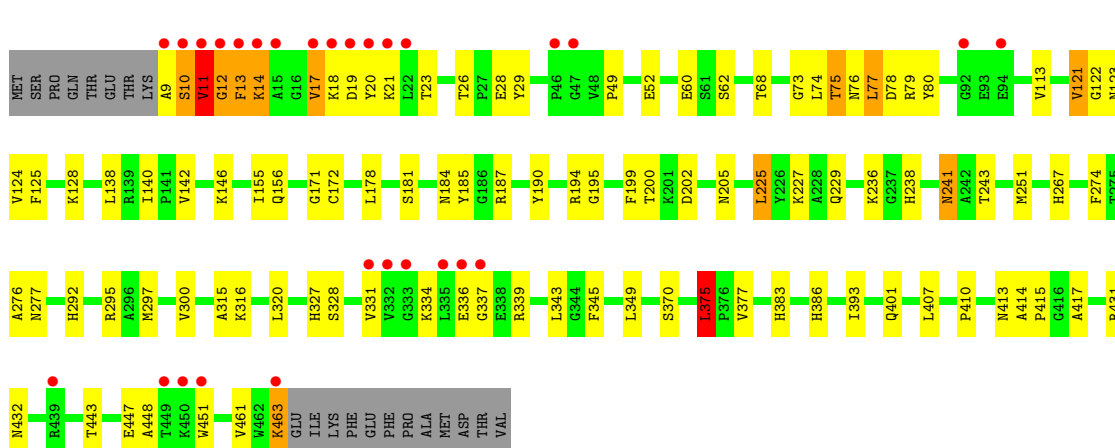 MET SER PRO GLN THR GLU THR LYS A9 S10 V11 G12 F13 K14 A15 G16 V17 K18 D19 Y20 K21 L22 T23 T26 P27 E28 Y29 P46 G47 V48 P49 E52 E60 S61 S62 T68 G73 L74 T75 N76 L77 D78 R79 Y80 G92 E93 E94 V113 V121 G122 N123
V124 F125 K128 L138 R139 I140 P141 V142 K146 I155 Q156 G171 C172 L178 S181 N184 Y185 G186 R187 Y190 R194 G195 F199 T200 K201 D202 N205 L225 Y226 K227 A228 Q229 K236 G237 H238 N241 A242 T243 M251 H267 F274 T275
A276 N277 H292 R295 A296 M297 V300 A315 K316 L320 H327 S328 V331 V332 G333 K334 L335 E336 G337 E338 R339 L343 G344 F345 L349 S370 L375 P376 V377 H383 H386 I393 Q401 L407 P410 N413 A414 P415 G416 A417 R431
N432 R439 T443 E447 A448 T449 K450 W451 V461 W462 K463 GLU ILE LYS PHE GLU PHE PRO ALA MET ASP THR VAL